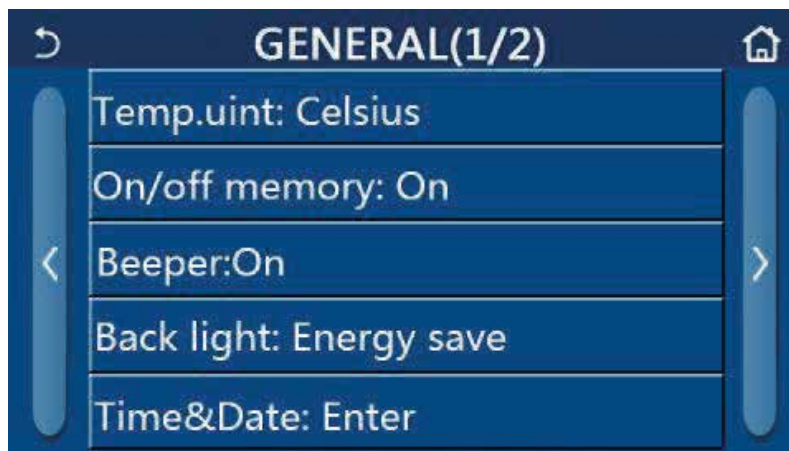 GENERAL(1/2)
Temp.uint: Celsius
On/off memory: On
Beeper:On
Back light: Energy save
Time&Date: Enter